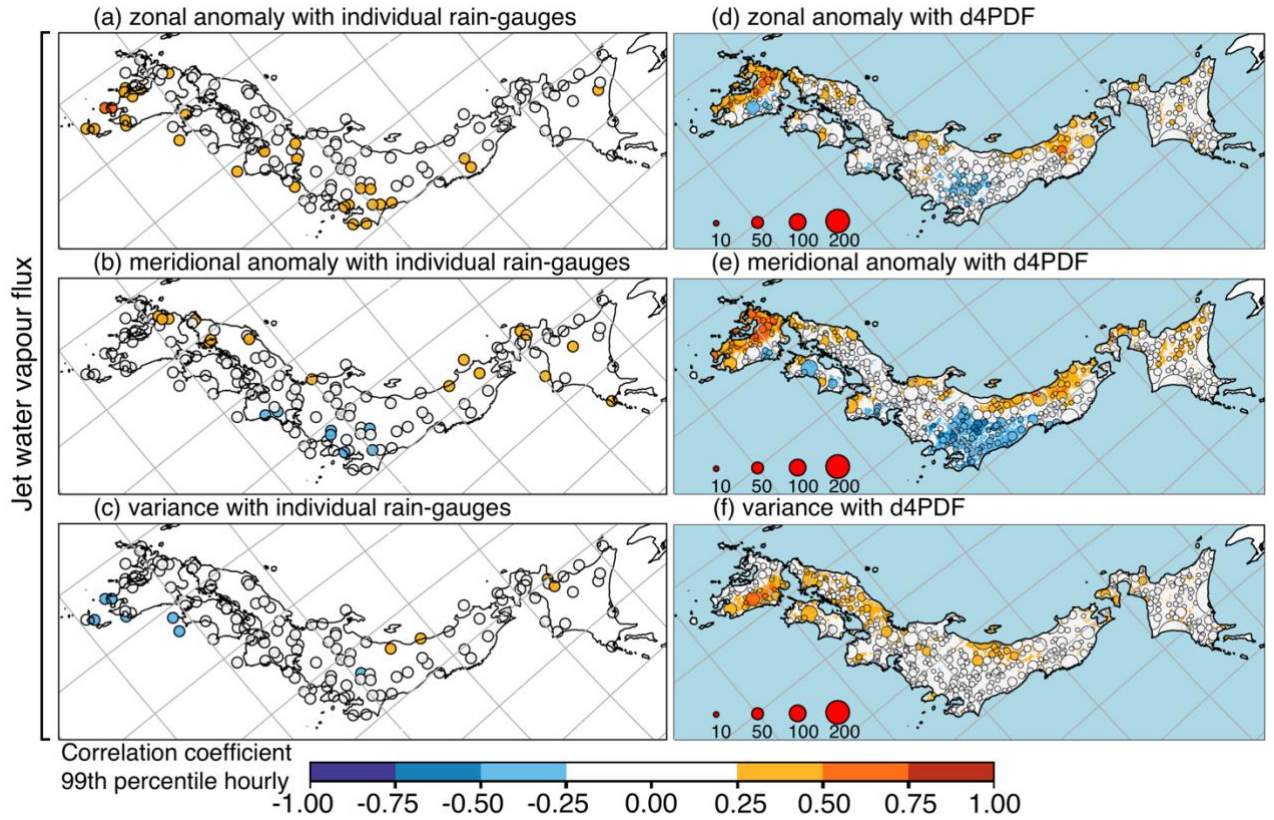 Jet water vapour flux
(a) zonal anomaly with individual rain-gauges
(d) zonal anomaly with d4PDF
10 50 100 200
(b) meridional anomaly with individual rain-gauges
(e) meridional anomaly with d4PDF
10 50 100 200
(c) variance with individual rain-gauges
(f) variance with d4PDF
10 50 100 200
Correlation coefficient
99th percentile hourly
-1.00 -0.75 -0.50 -0.25 0.00 0.25 0.50 0.75 1.00